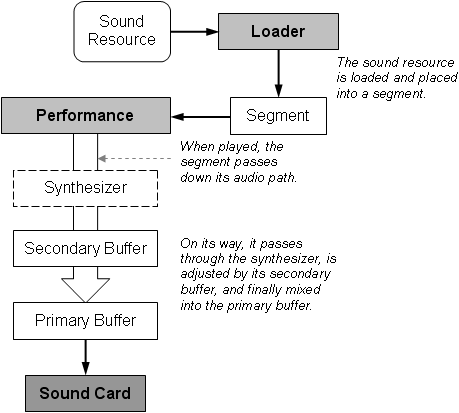 Sound
Resource
Loader
The sound resource
is loaded and placed
into a segment.
Segment
Performance
When played, the
segment passes
down its audio path.
Synthesizer
Secondary Buffer
On its way, it passes
through the synthesizer, is
adjusted by its secondary
buffer, and finally mixed
into the primary buffer.
Primary Buffer
Sound Card